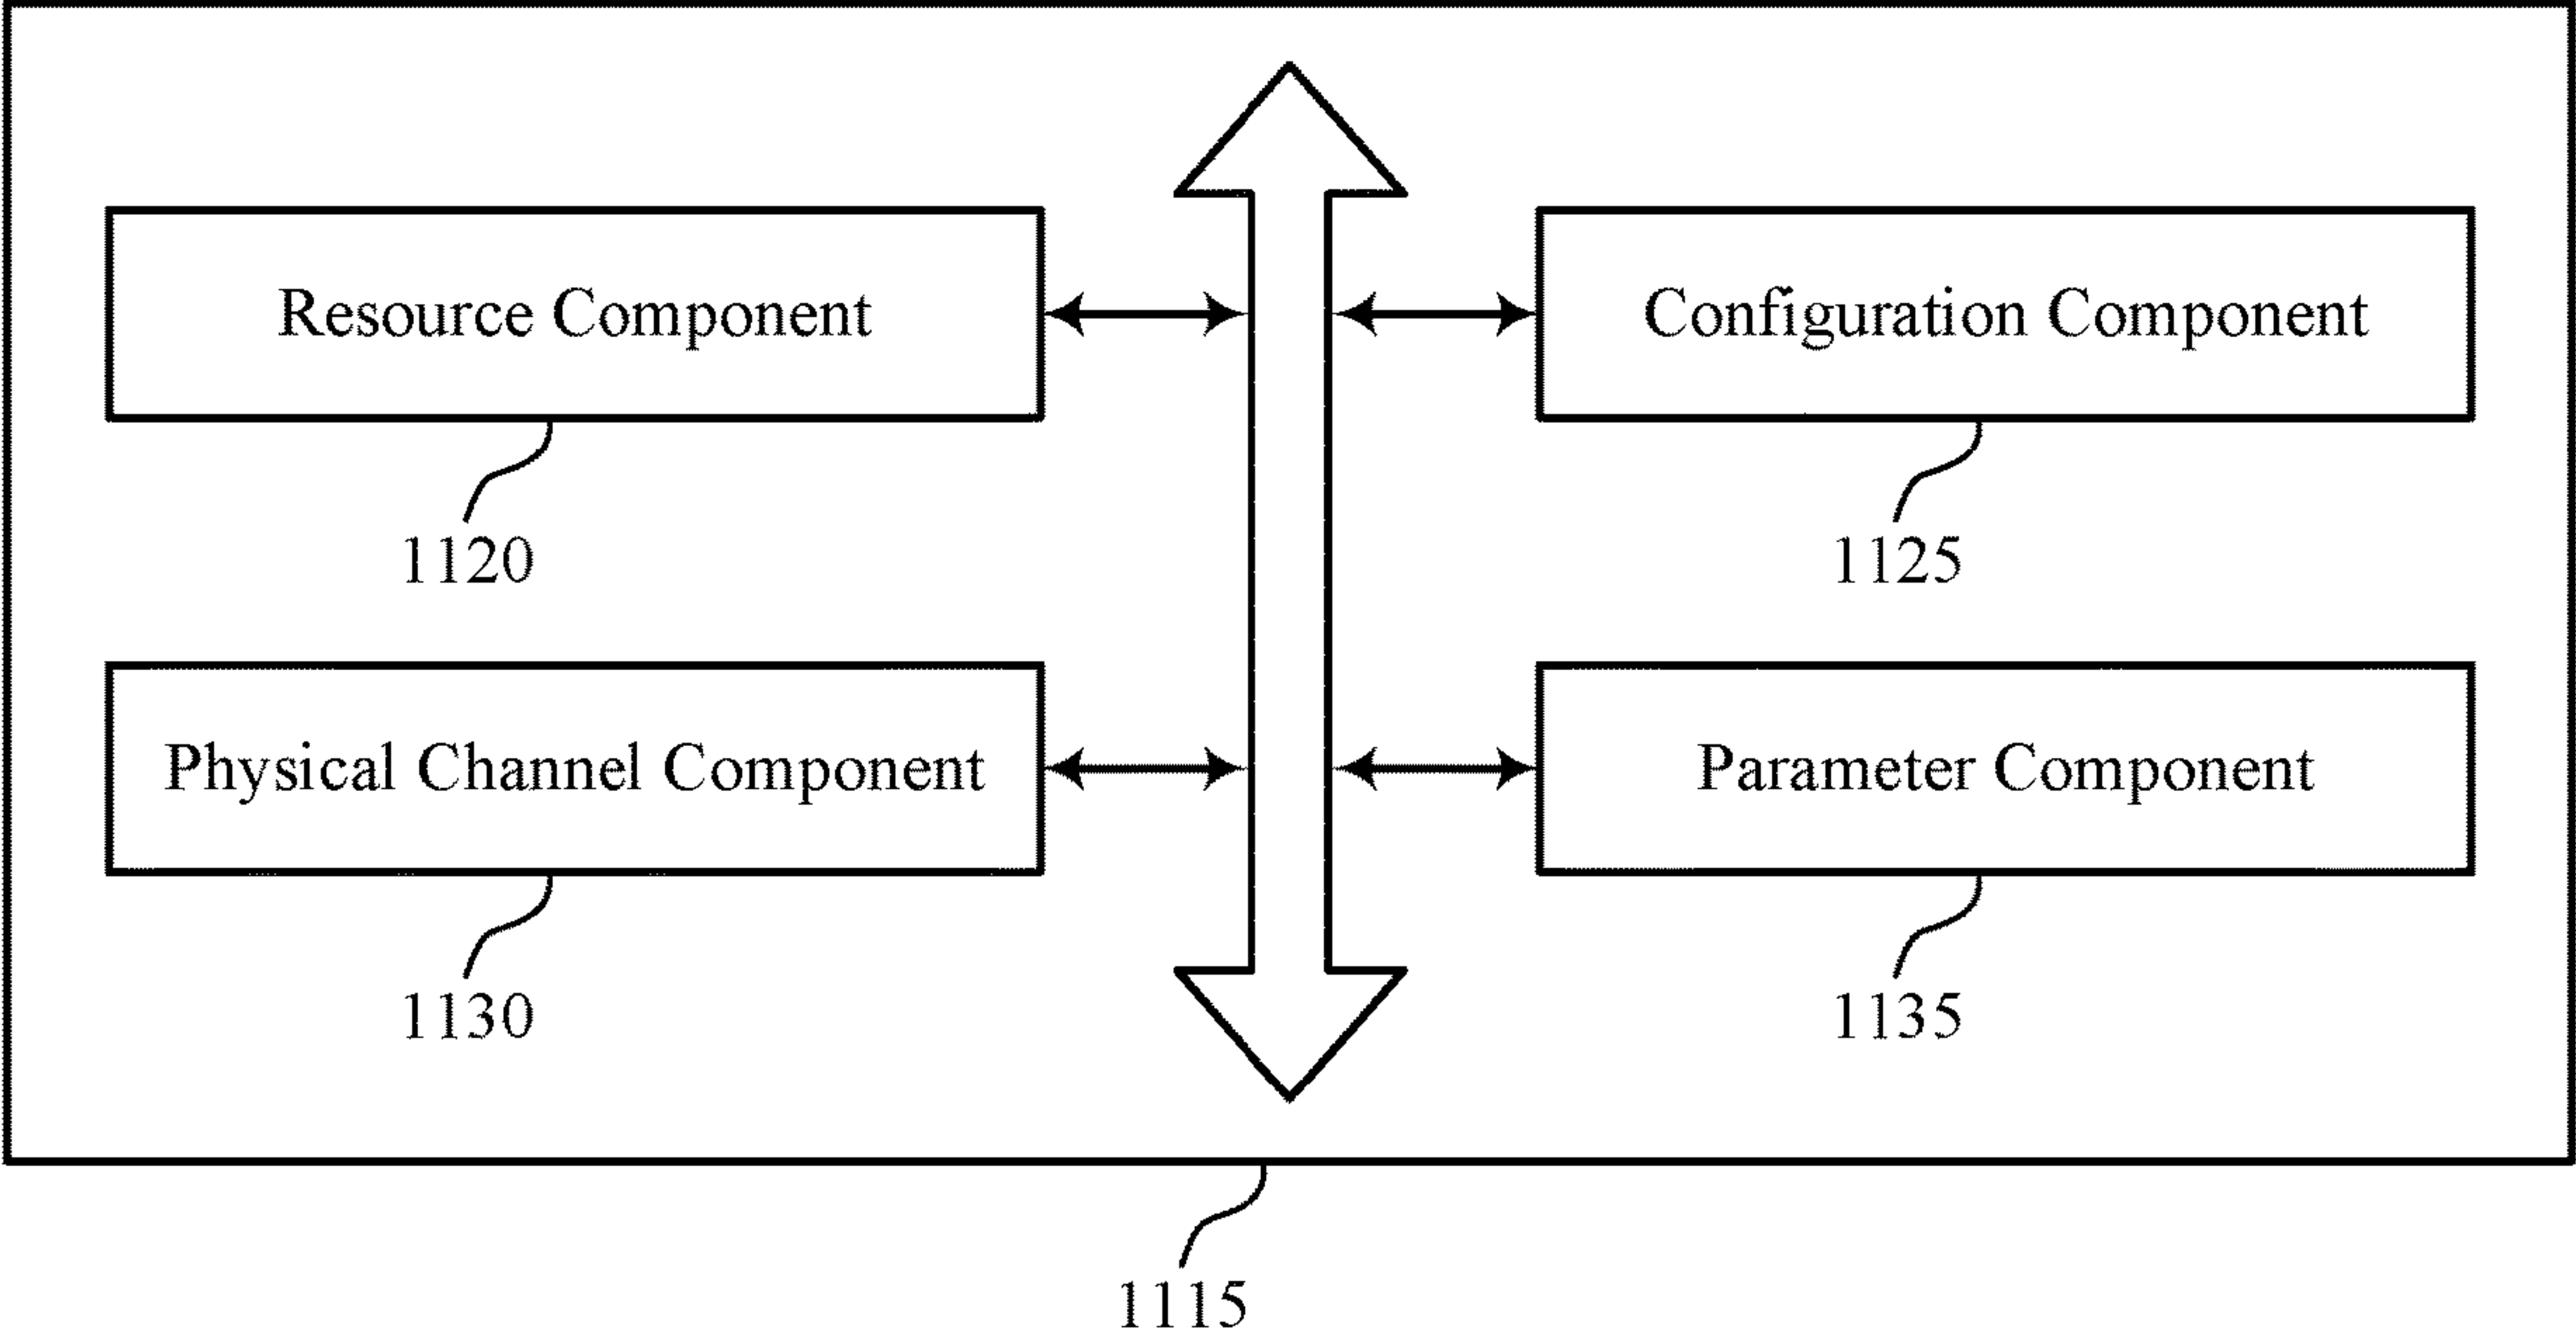 Resource Component
Configuration Component
1120
1125
Physical Channel Component
Parameter Component
1130
1135
1115